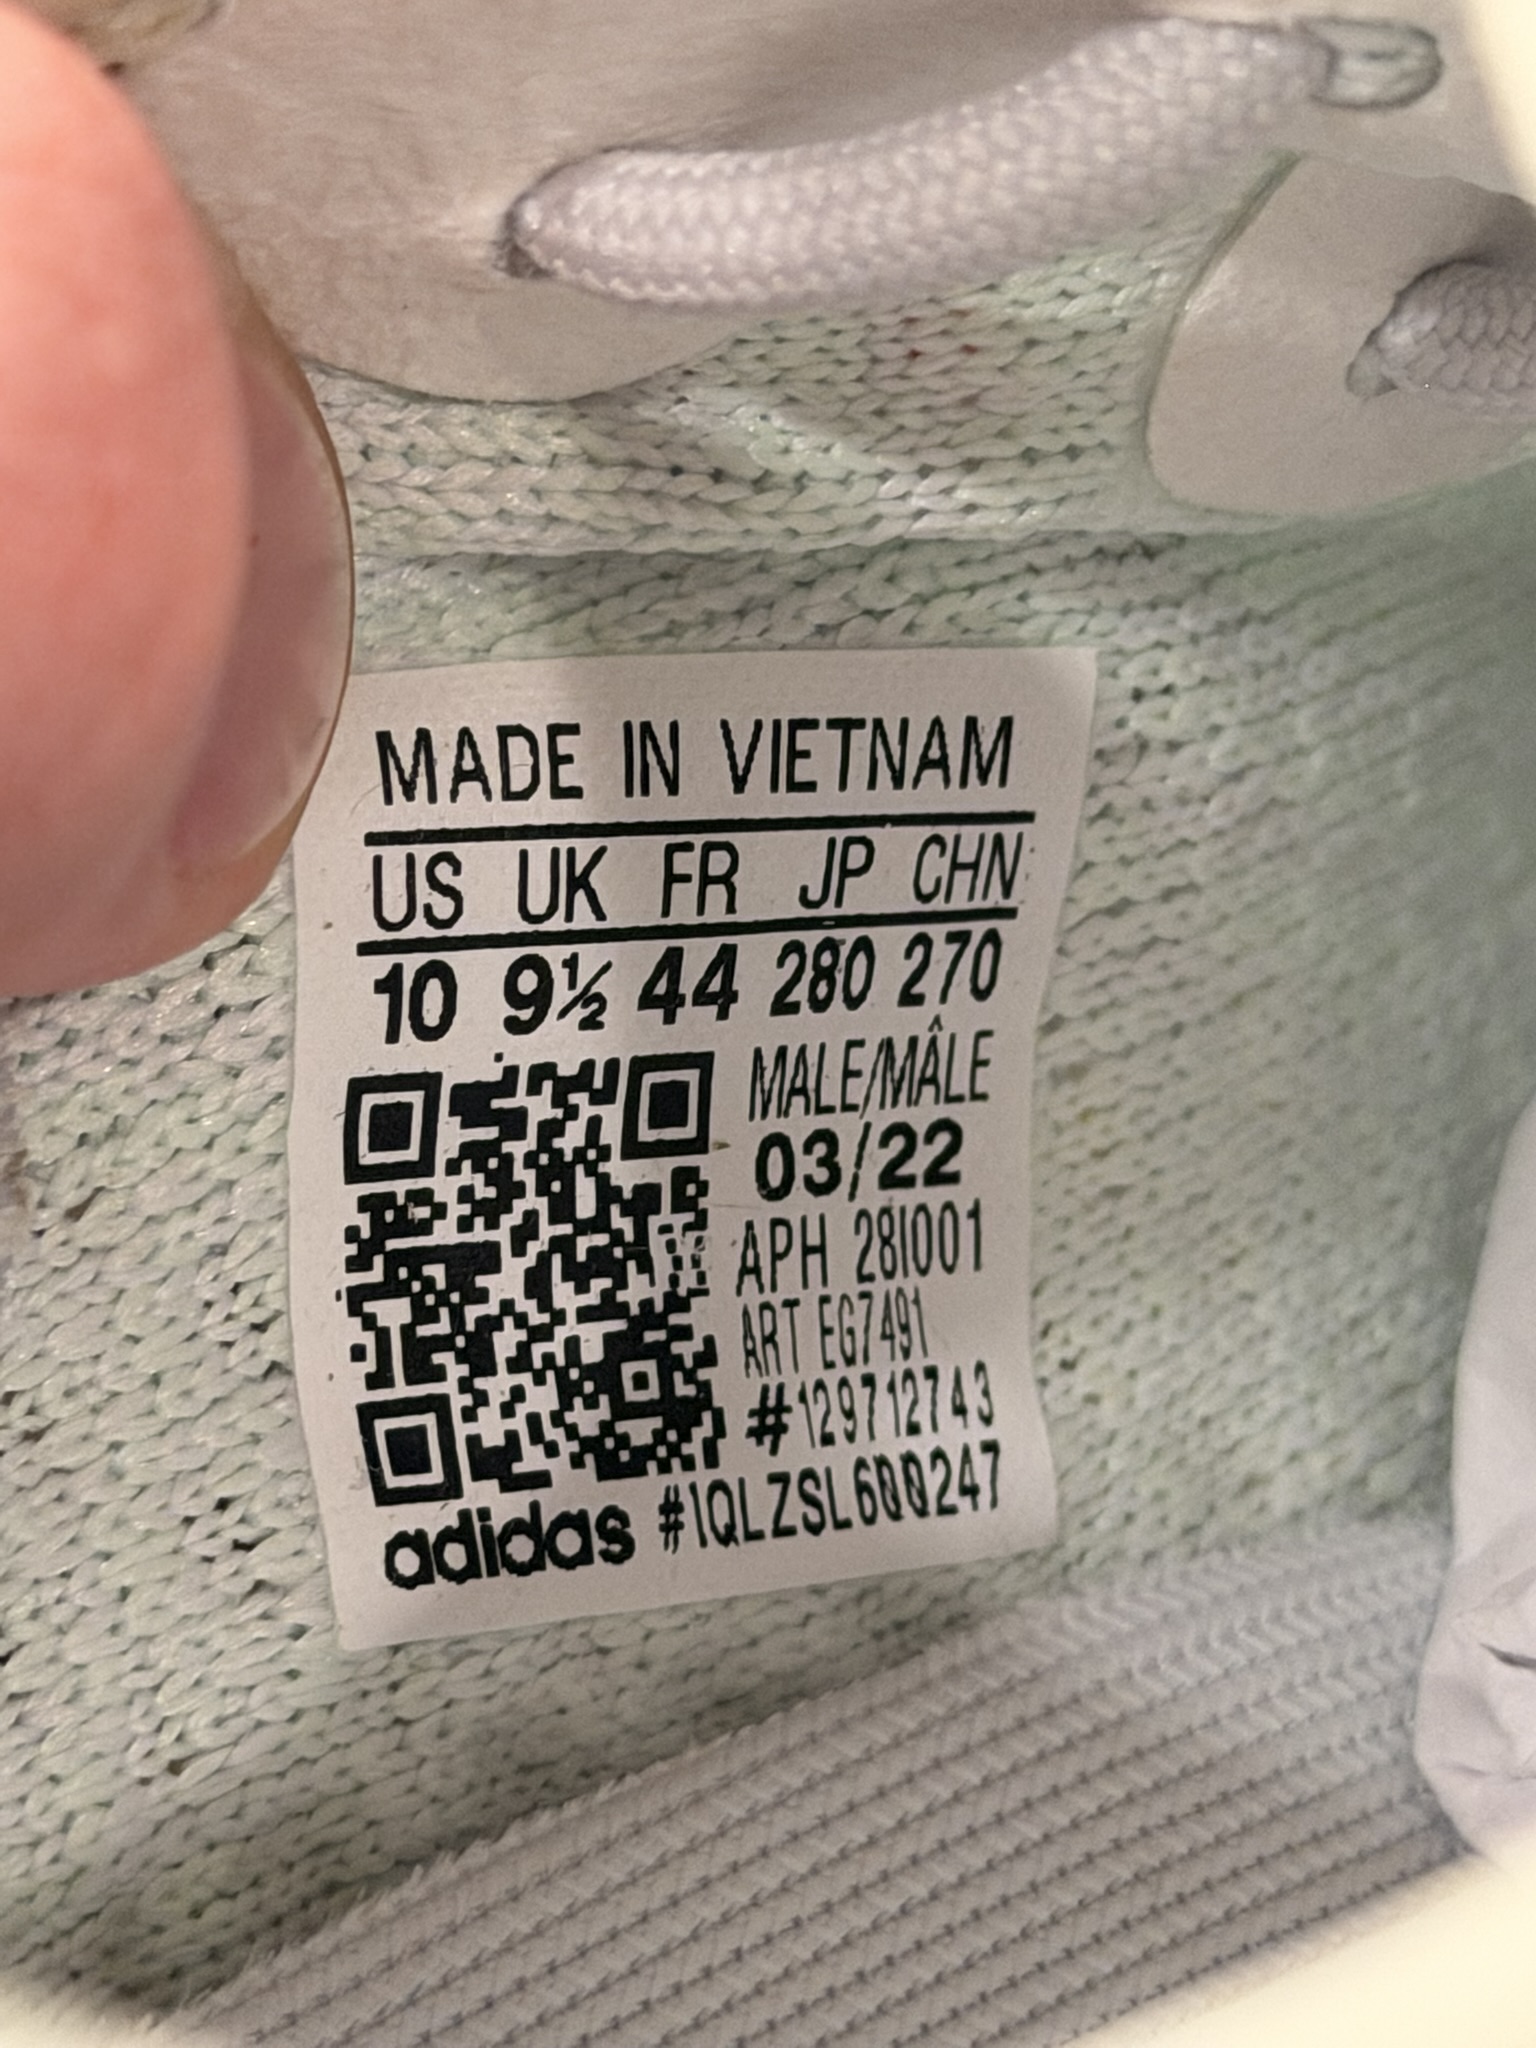 MADE IN VIETNAM
US UK FR JP CHN
10 9½ 44 280 270
MALE/MÂLE
03/22
APH 28I001
ART EG7491
#129712743
adidas #1QLZSL600247